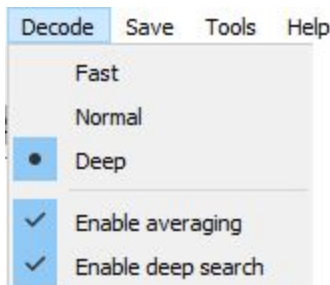 Decode Save Tools Help
Fast
Normal
Deep
Enable averaging
Enable deep search